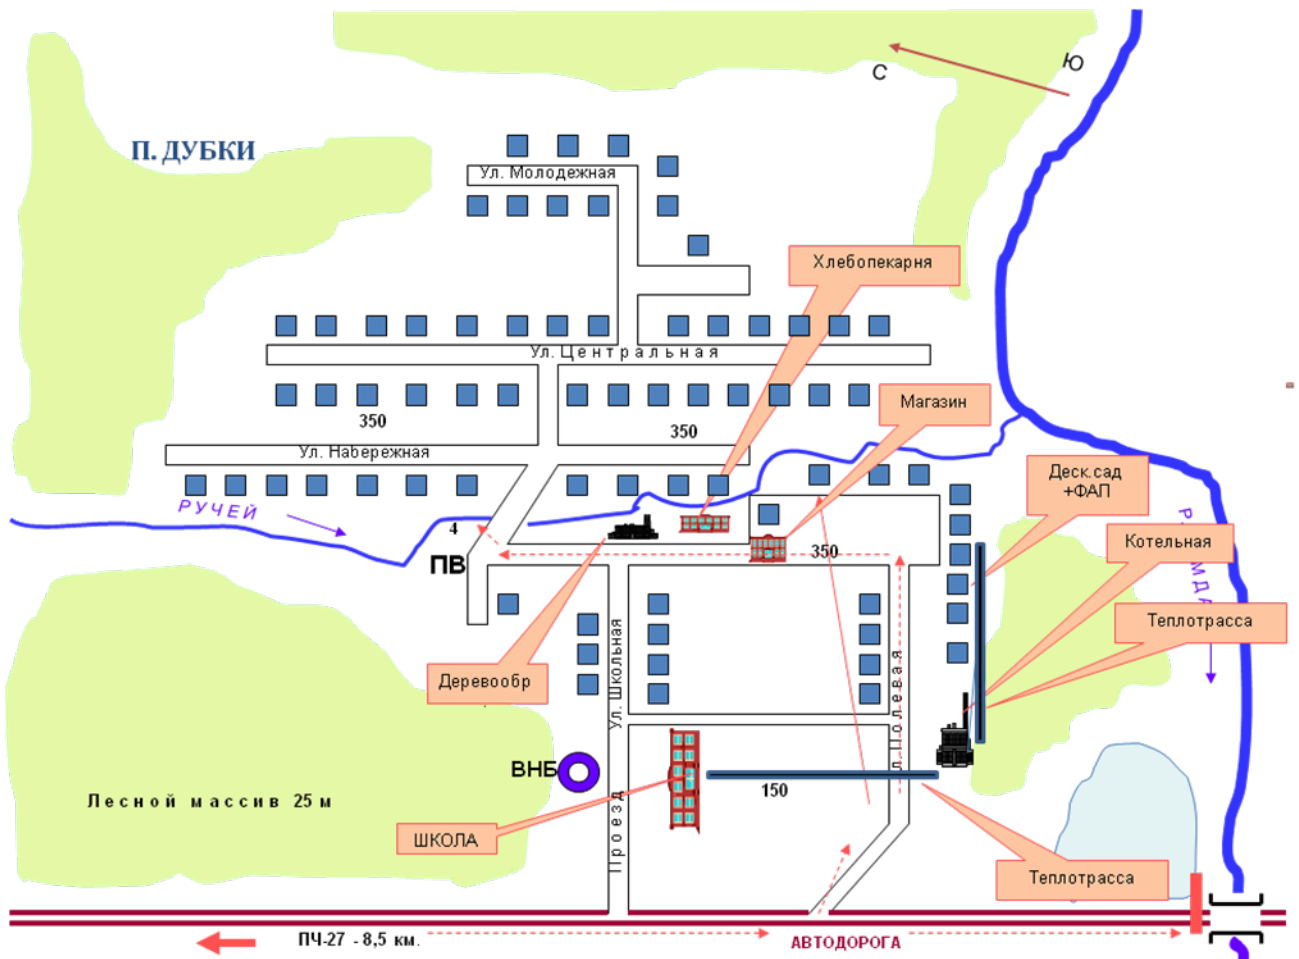 С
Ю
П. ДУБКИ
Ул. Молодежная
Хлебопекарня
Ул. Центральная
Магазин
350
350
Ул. Набережная
Деск.сад
+ФАП
РУЧЕЙ
4
350
Котельная
ПВ
Теплотрасса
Деревообр
Ул. Школьная
л. Полевая
ВНБ
150
Лесной массив 25 м
Проезд
ШКОЛА
Теплотрасса
ПЧ-27 - 8,5 км.
АВТОДОРОГА